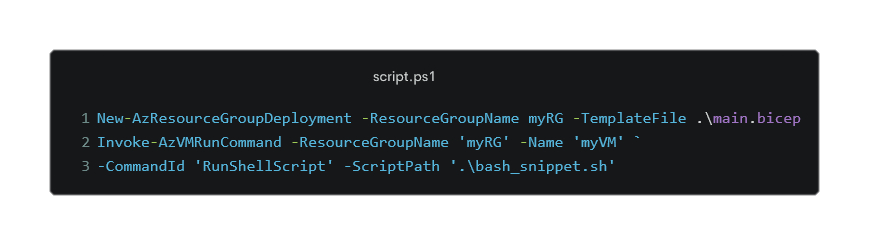 script.ps1
1 New-AzResourceGroupDeployment -ResourceGroupName myRG -TemplateFile .\main.bicep
2 Invoke-AzVMRunCommand -ResourceGroupName 'myRG' -Name 'myVM' `
3 -CommandId 'RunShellScript' -ScriptPath '.\bash_snippet.sh'